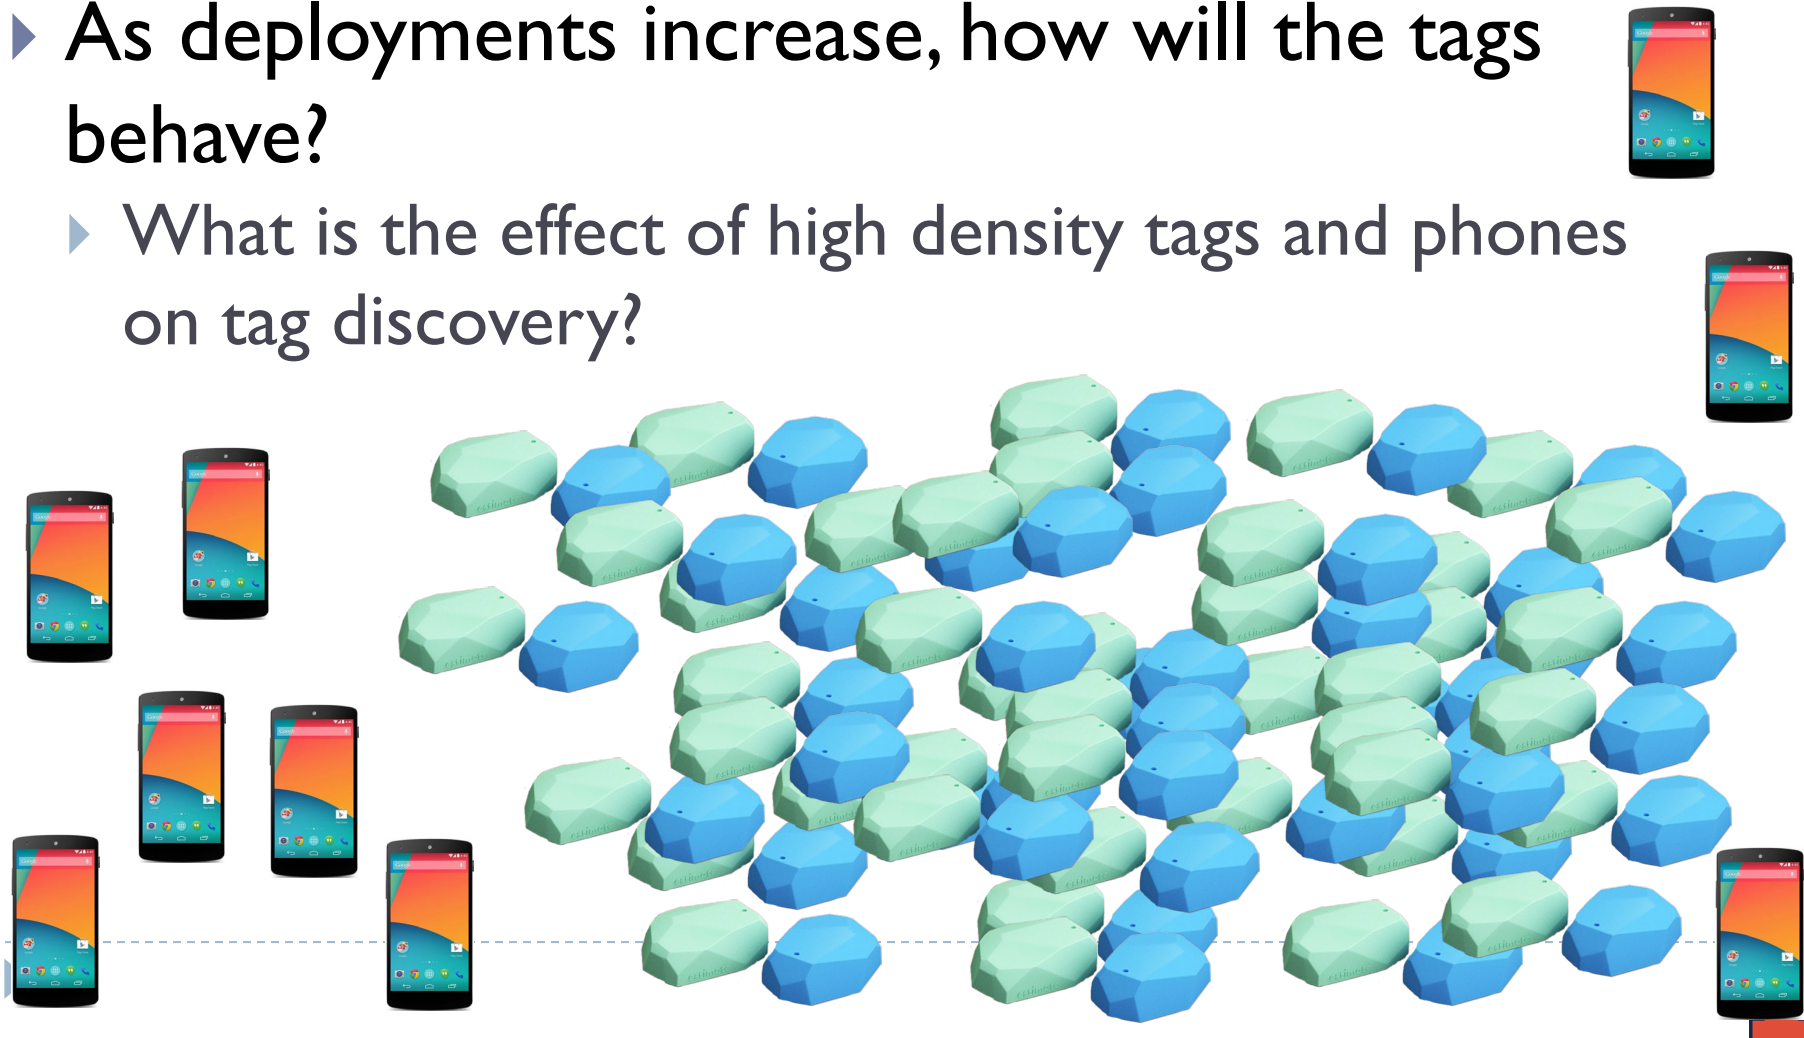 As deployments increase, how will the tags
behave?
What is the effect of high density tags and phones
on tag discovery?